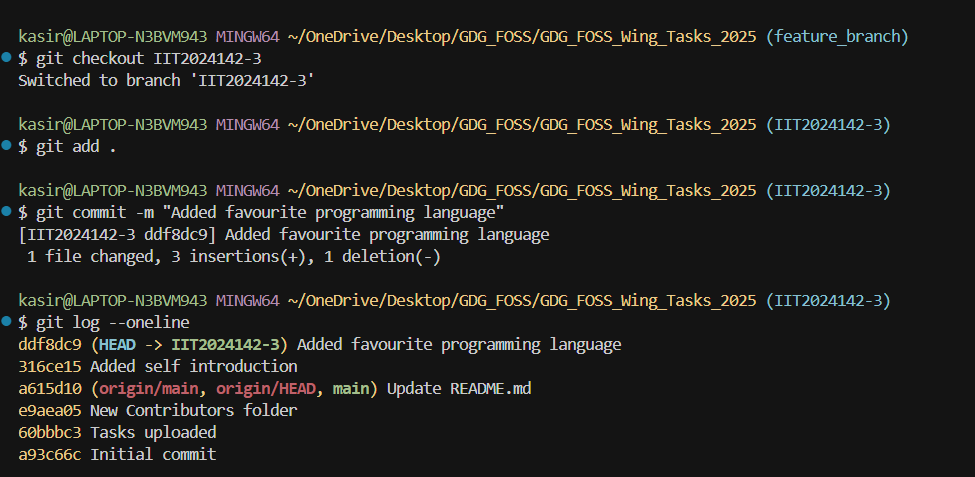 kasir@LAPTOP-N3BVM943 MINGW64 ~/OneDrive/Desktop/GDG_FOSS/GDG_FOSS_Wing_Tasks_2025 (feature_branch)
$ git checkout IIT2024142-3
Switched to branch 'IIT2024142-3'
kasir@LAPTOP-N3BVM943 MINGW64 ~/OneDrive/Desktop/GDG_FOSS/GDG_FOSS_Wing_Tasks_2025 (IIT2024142-3)
$ git add .
kasir@LAPTOP-N3BVM943 MINGW64 ~/OneDrive/Desktop/GDG_FOSS/GDG_FOSS_Wing_Tasks_2025 (IIT2024142-3)
$ git commit -m "Added favourite programming language"
[IIT2024142-3 ddf8dc9] Added favourite programming language
1 file changed, 3 insertions(+), 1 deletion(-)
kasir@LAPTOP-N3BVM943 MINGW64 ~/OneDrive/Desktop/GDG_FOSS/GDG_FOSS_Wing_Tasks_2025 (IIT2024142-3)
$ git log --oneline
ddf8dc9 (HEAD -> IIT2024142-3) Added favourite programming language
316ce15 Added self introduction
a615d10 (origin/main, origin/HEAD, main) Update README.md
e9aea05 New Contributors folder
60bbbc3 Tasks uploaded
a93c66c Initial commit